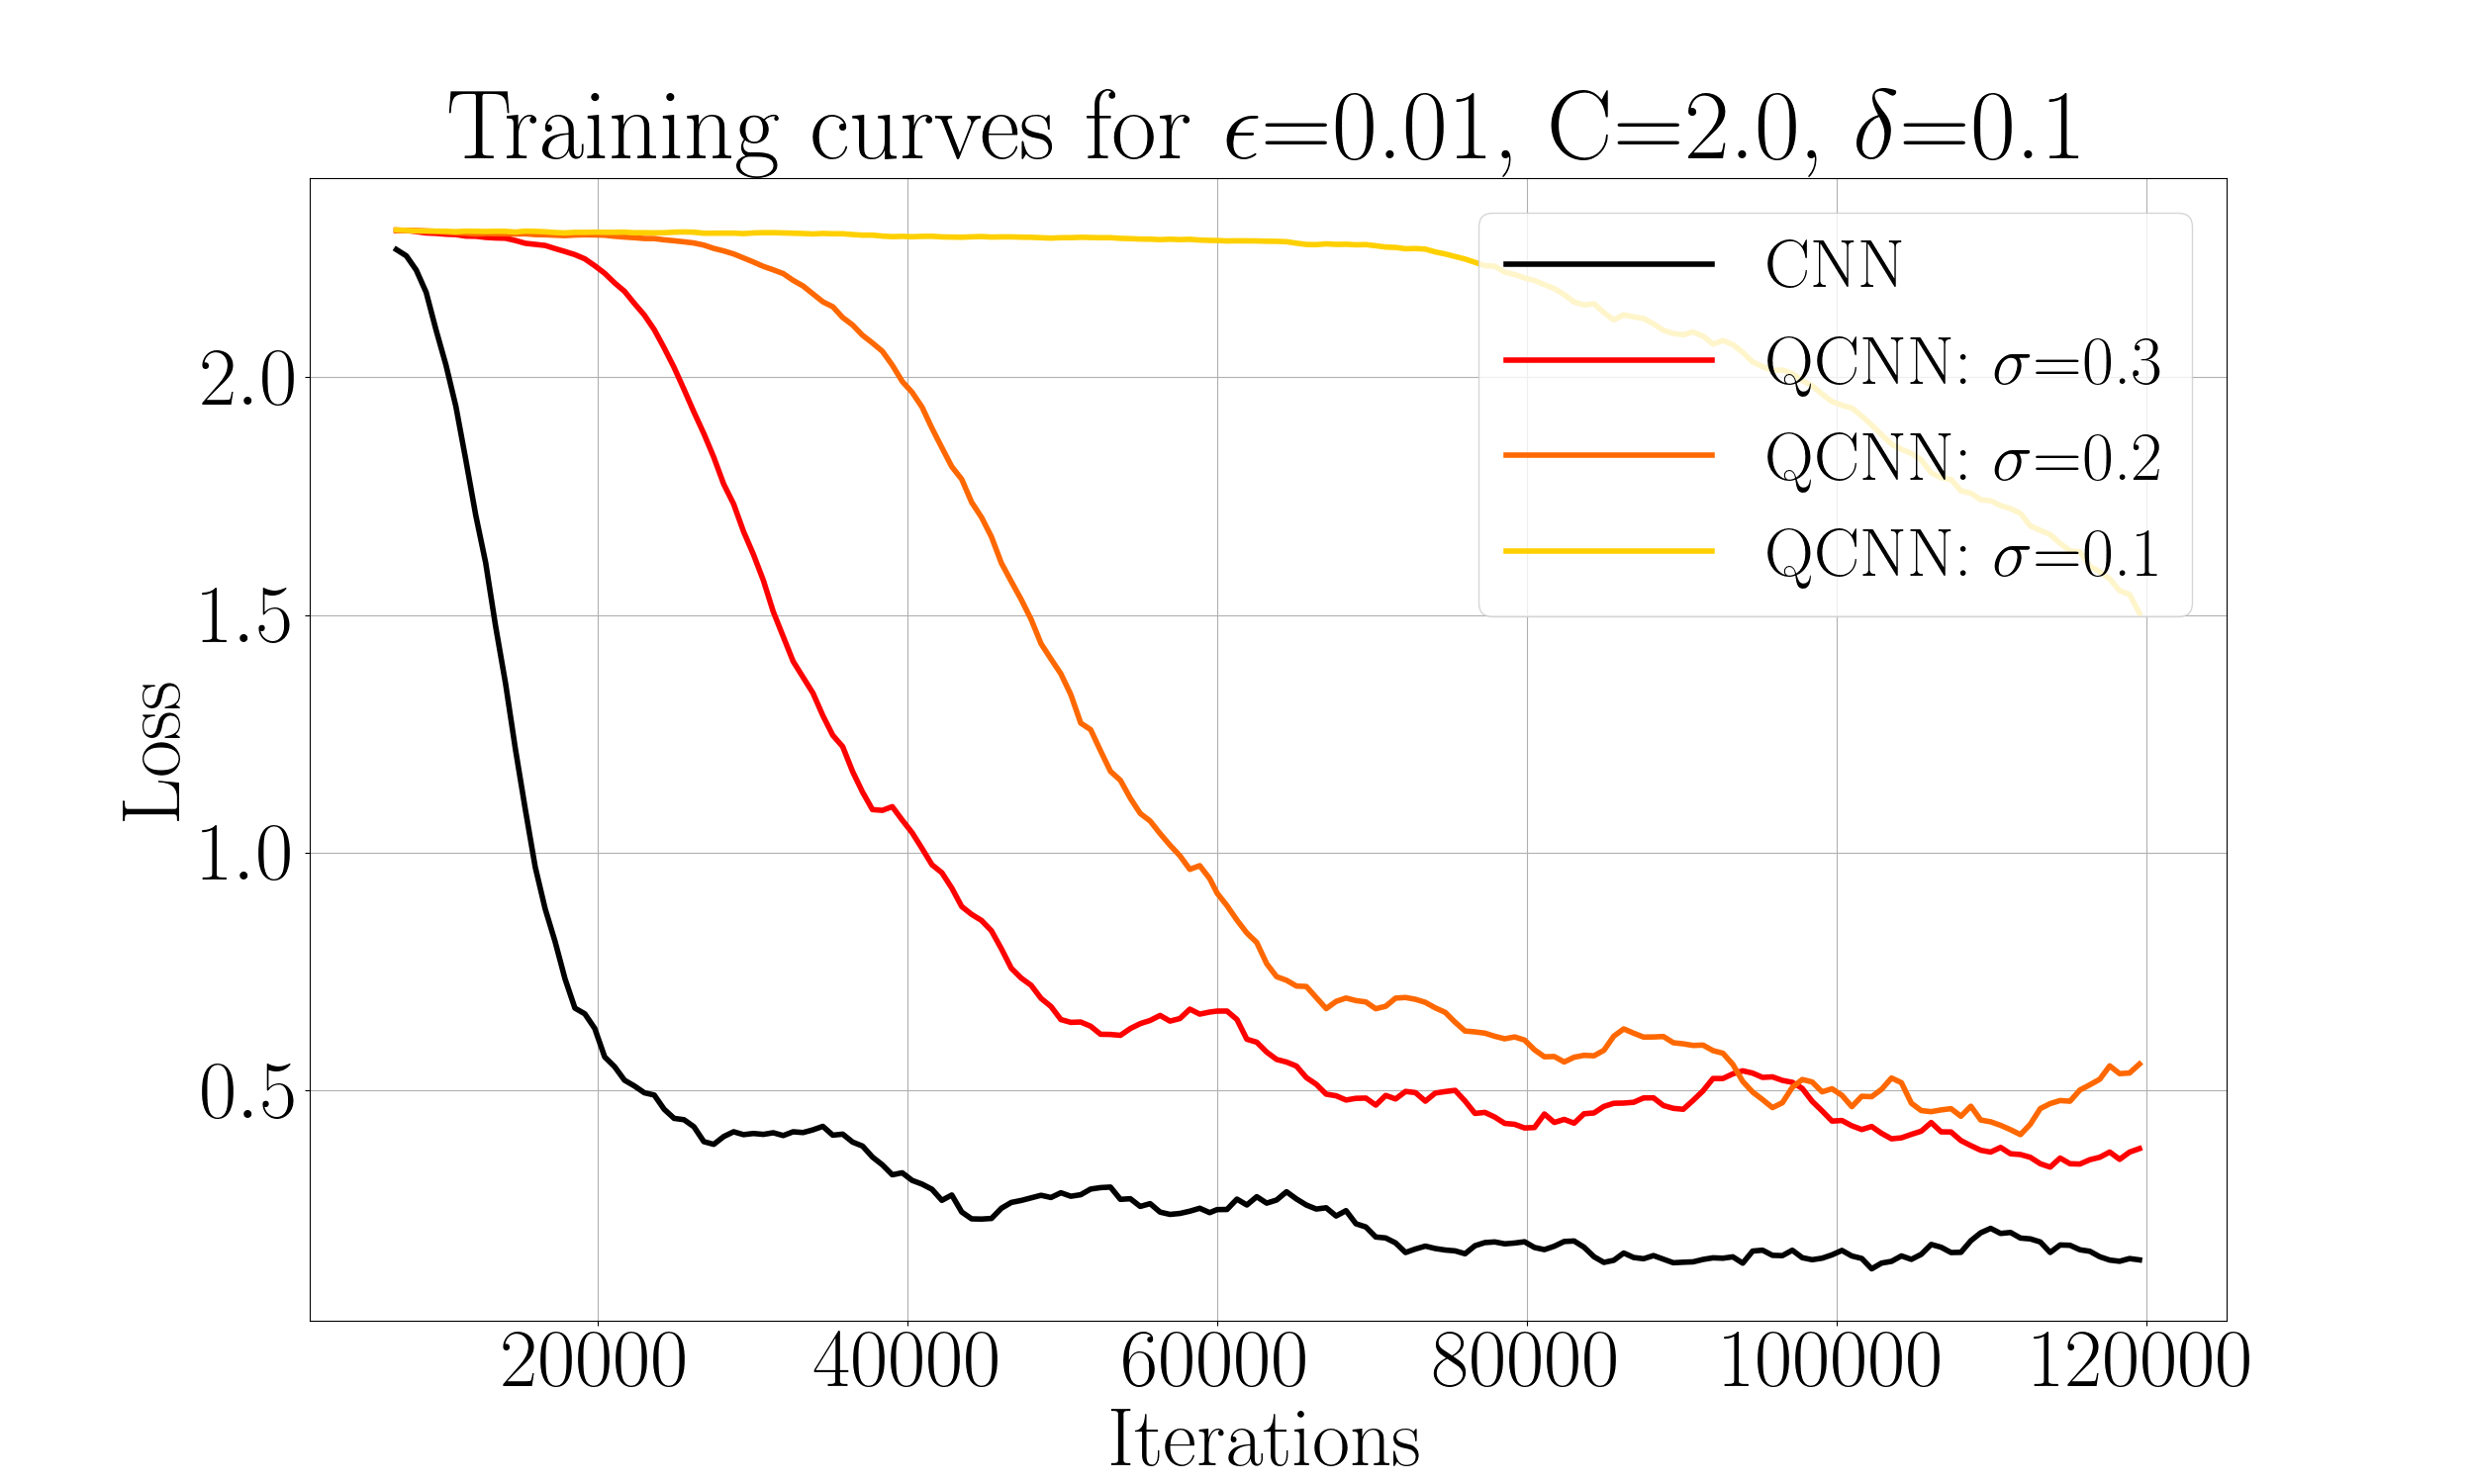 Training curves for ϵ=0.01, C=2.0, δ=0.1
CNN
QCNN: σ=0.3
QCNN: σ=0.2
QCNN: σ=0.1
2.0
1.5
1.0
0.5
Loss
20000 40000 60000 80000 100000 120000
Iterations